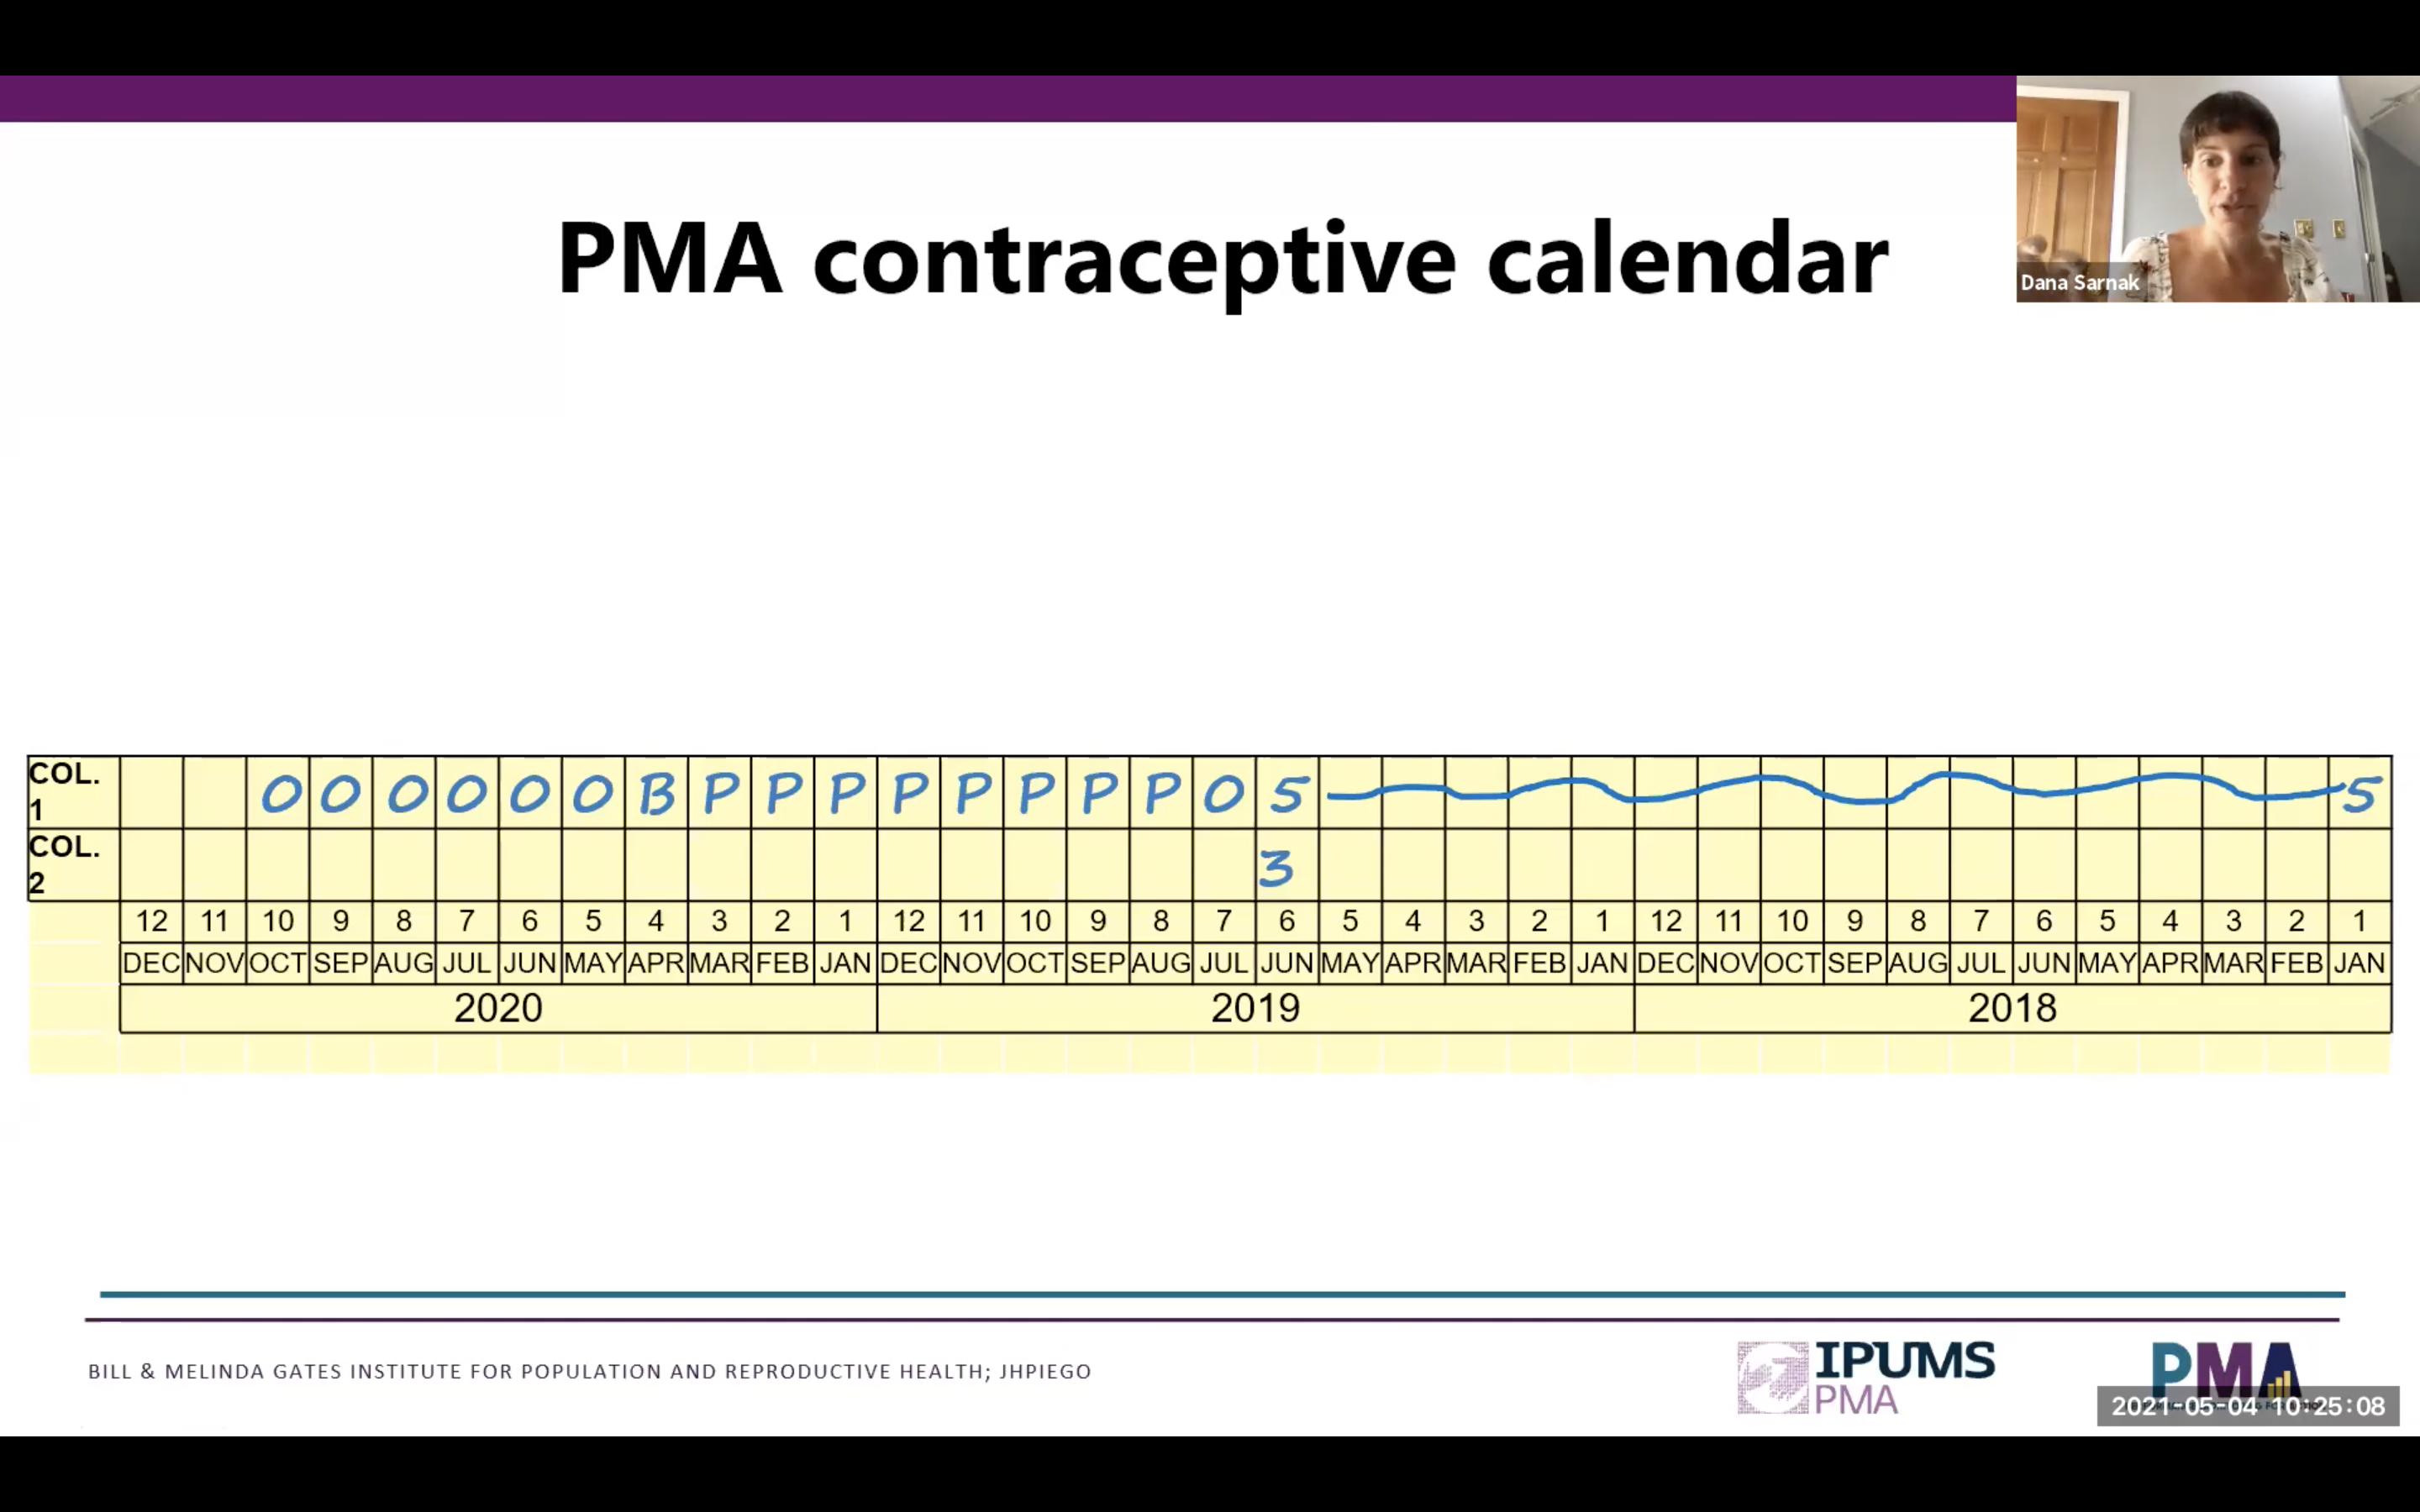 PMA contraceptive calendar
Dana Sarnak
COL. 1 0 0 0 0 0 0 B P P P P P P P P 0 5 5
COL. 2 3
12 11 10 9 8 7 6 5 4 3 2 1 12 11 10 9 8 7 6 5 4 3 2 1 12 11 10 9 8 7 6 5 4 3 2 1
DEC NOV OCT SEP AUG JUL JUN MAY APR MAR FEB JAN DEC NOV OCT SEP AUG JUL JUN MAY APR MAR FEB JAN DEC NOV OCT SEP AUG JUL JUN MAY APR MAR FEB JAN
2020 2019 2018
BILL & MELINDA GATES INSTITUTE FOR POPULATION AND REPRODUCTIVE HEALTH; JHPIEGO
IPUMS
PMA
PMA
2021-05-04 10:25:08